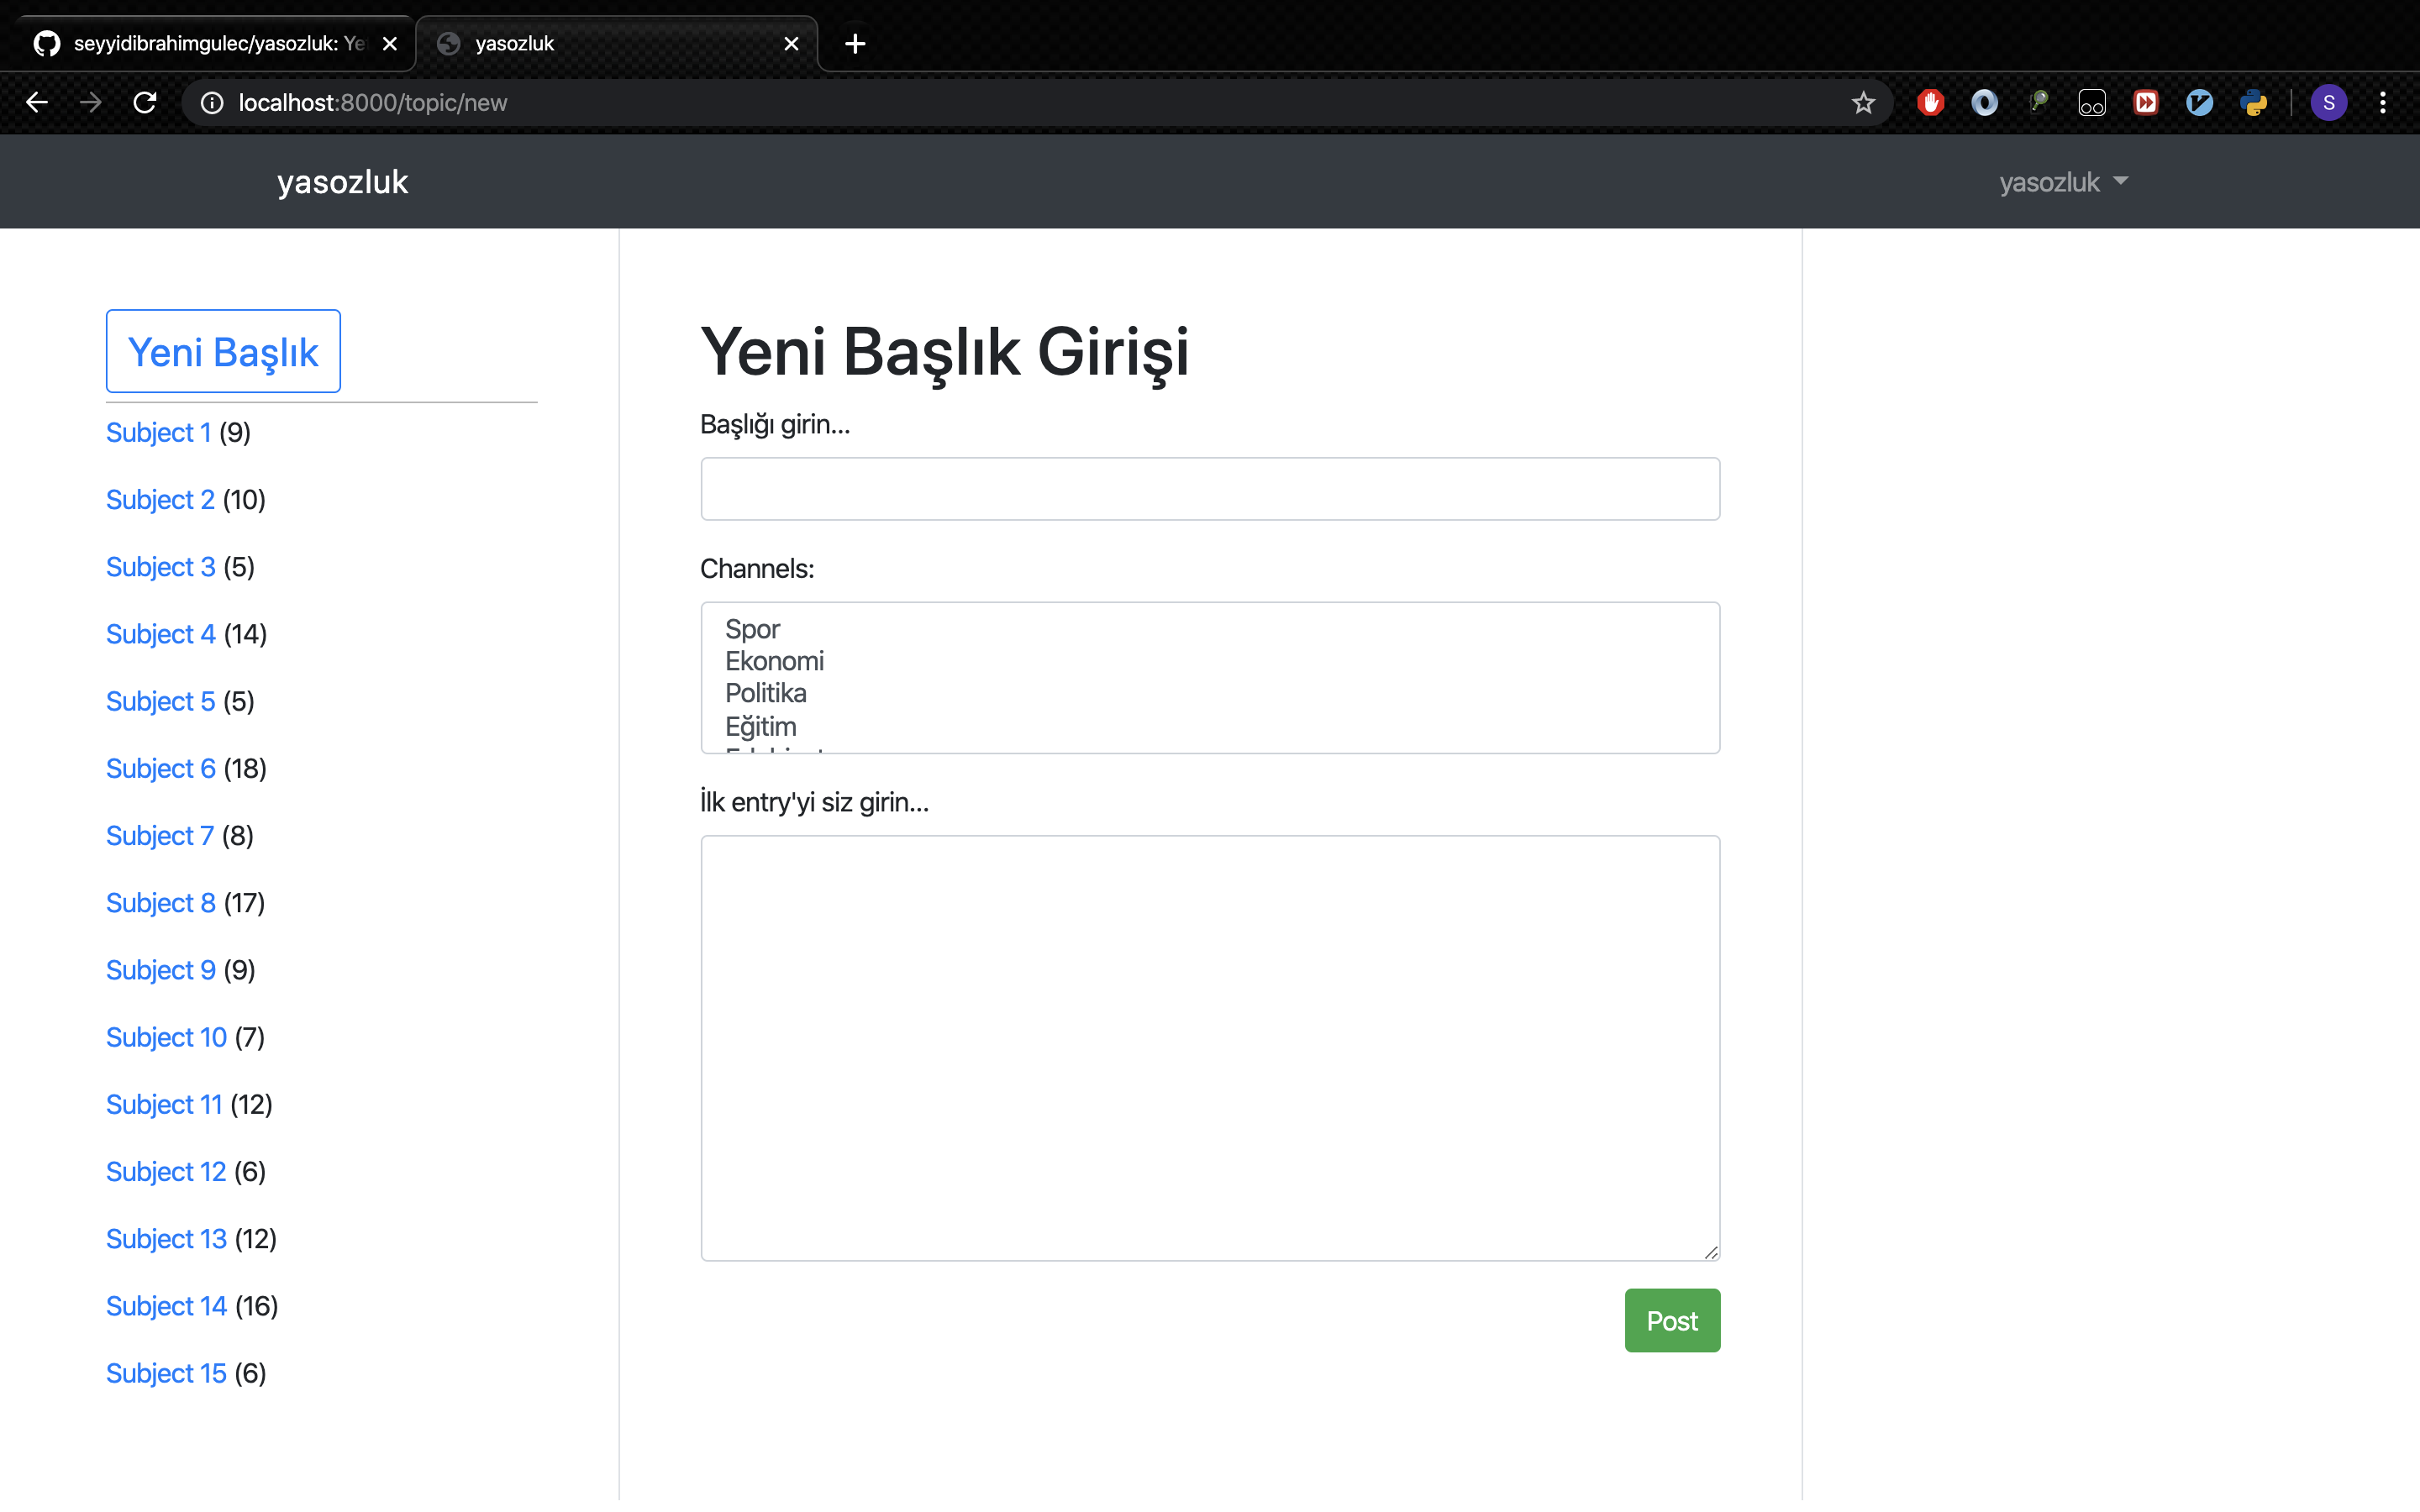 seyyidibrahimgulec/yasozluk: Ye
yasozluk
localhost:8000/topic/new
S
yasozluk
yasozluk
Yeni Başlık
Subject 1 (9)
Subject 2 (10)
Subject 3 (5)
Subject 4 (14)
Subject 5 (5)
Subject 6 (18)
Subject 7 (8)
Subject 8 (17)
Subject 9 (9)
Subject 10 (7)
Subject 11 (12)
Subject 12 (6)
Subject 13 (12)
Subject 14 (16)
Subject 15 (6)
Yeni Başlık Girişi
Başlığı girin...
Channels:
Spor
Ekonomi
Politika
Eğitim
İlk entry'yi siz girin...
Post